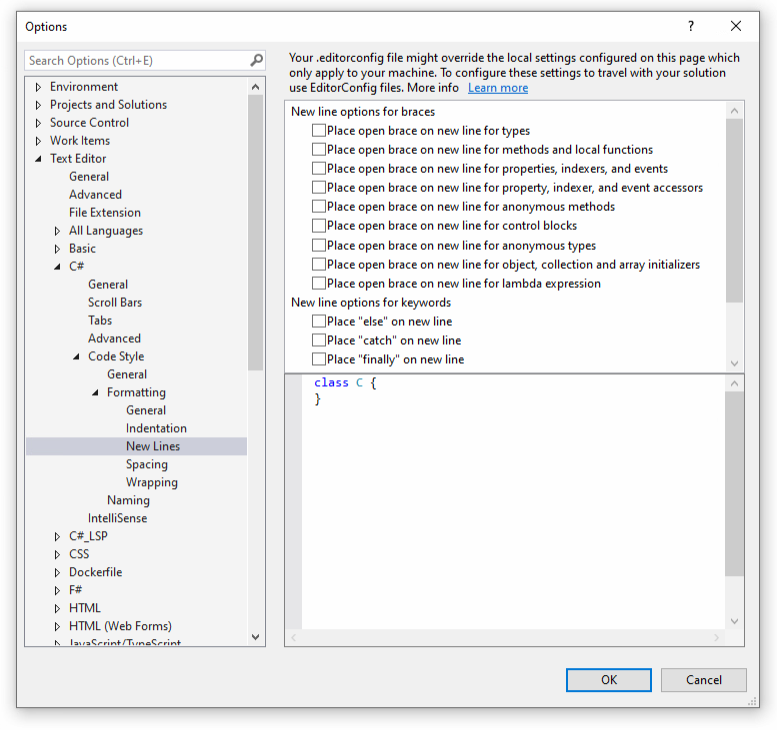 Options
?
Search Options (Ctrl+E)
Environment
Projects and Solutions
Source Control
Work Items
Text Editor
General
Advanced
File Extension
All Languages
Basic
C#
General
Scroll Bars
Tabs
Advanced
Code Style
General
Formatting
General
Indentation
New Lines
Spacing
Wrapping
Naming
IntelliSense
C#_LSP
CSS
Dockerfile
F#
HTML
HTML (Web Forms)
JavaScript/TypeScript
Your .editorconfig file might override the local settings configured on this page which
only apply to your machine. To configure these settings to travel with your solution
use EditorConfig files. More info Learn more
New line options for braces
Place open brace on new line for types
Place open brace on new line for methods and local functions
Place open brace on new line for properties, indexers, and events
Place open brace on new line for property, indexer, and event accessors
Place open brace on new line for anonymous methods
Place open brace on new line for control blocks
Place open brace on new line for anonymous types
Place open brace on new line for object, collection and array initializers
Place open brace on new line for lambda expression
New line options for keywords
Place "else" on new line
Place "catch" on new line
Place "finally" on new line
class C {
}
OK
Cancel